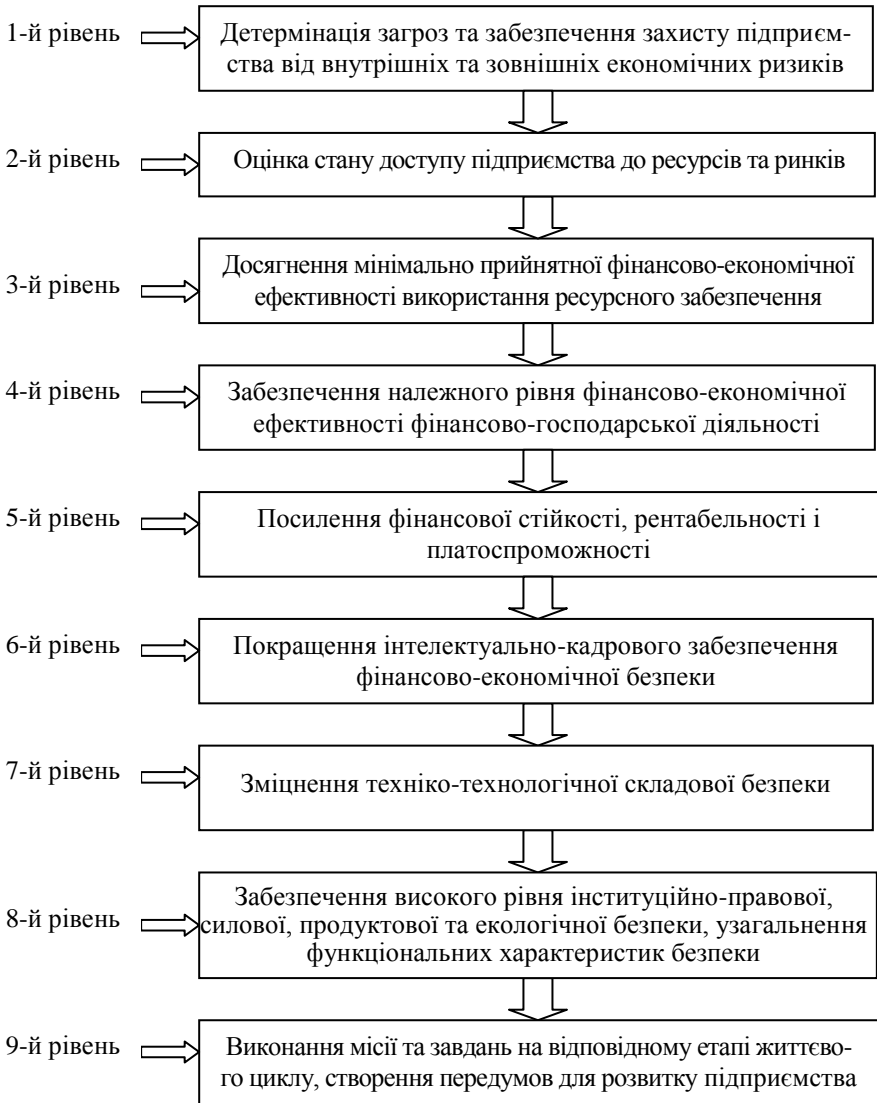 1-й рівень
Детермінація загроз та забезпечення захисту підприєм-
ства від внутрішніх та зовнішніх економічних ризиків
2-й рівень
Оцінка стану доступу підприємства до ресурсів та ринків
3-й рівень
Досягнення мінімально прийнятної фінансово-економічної
ефективності використання ресурсного забезпечення
4-й рівень
Забезпечення належного рівня фінансово-економічної
ефективності фінансово-господарської діяльності
5-й рівень
Посилення фінансової стійкості, рентабельності і
платоспроможності
6-й рівень
Покращення інтелектуально-кадрового забезпечення
фінансово-економічної безпеки
7-й рівень
Зміцнення техніко-технологічної складової безпеки
8-й рівень
Забезпечення високого рівня інституційно-правової,
силової, продуктової та екологічної безпеки, узагальнення
функціональних характеристик безпеки
9-й рівень
Виконання місії та завдань на відповідному етапі життєво-
го циклу, створення передумов для розвитку підприємства